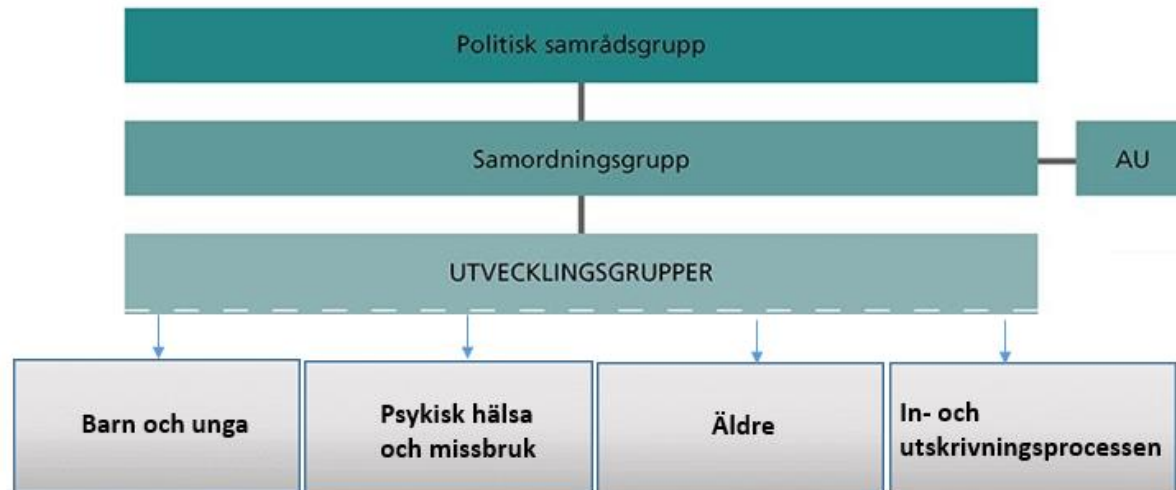 Politisk samrådsgrupp
Samordningsgrupp
AU
UTVECKLINGSGRUPPER
Barn och unga
Psykisk hälsa
och missbruk
Äldre
In- och
utskrivningsprocessen